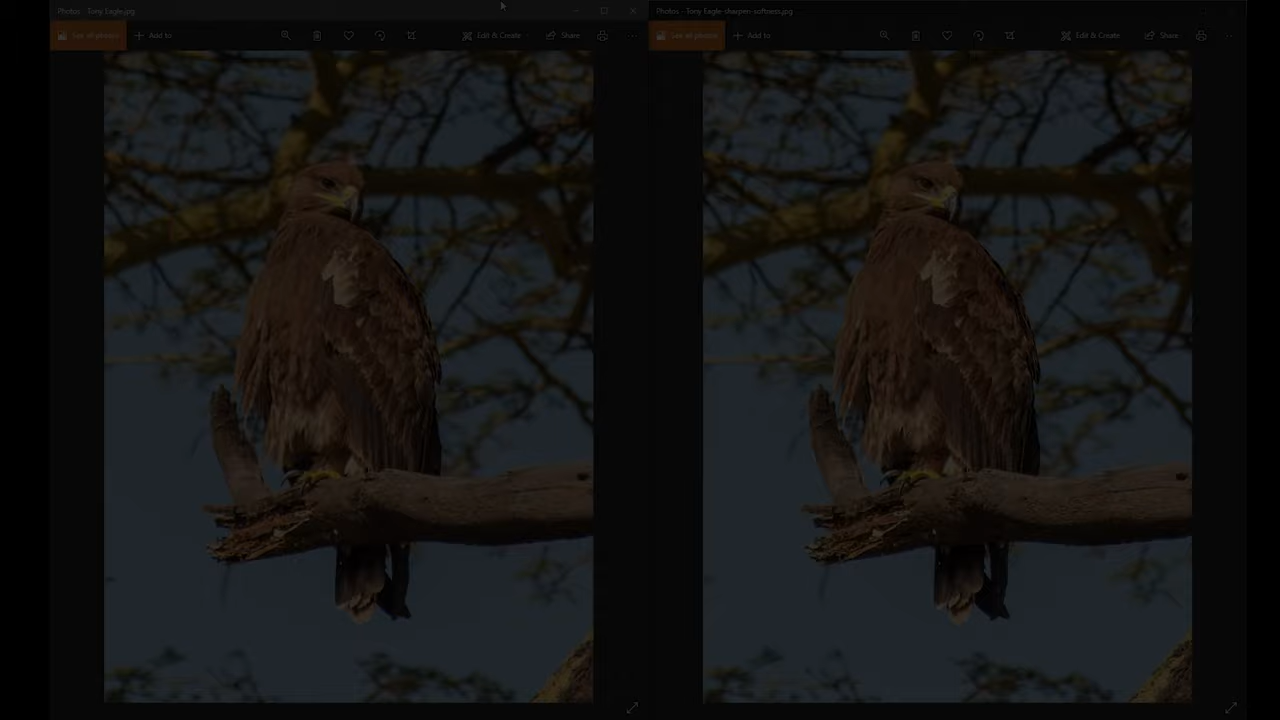 Photos - Tony Eagle.jpg
See all photos
Add to
Edit & Create
Share
Photos - Tony Eagle-sharpen-softness.jpg
See all photos
Add to
Edit & Create
Share